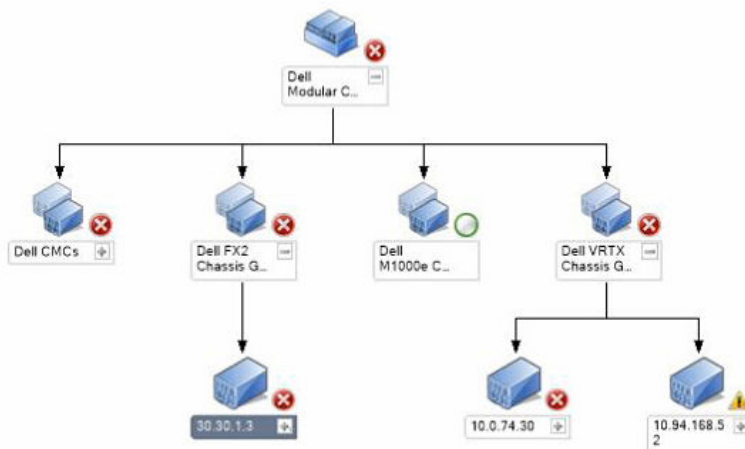 Dell
Modular C...
Dell CMCs
Dell FX2
Chassis G...
Dell
M1000e C...
Dell VRTX
Chassis G...
30.30.1.3
10.0.74.30
10.94.168.5
2